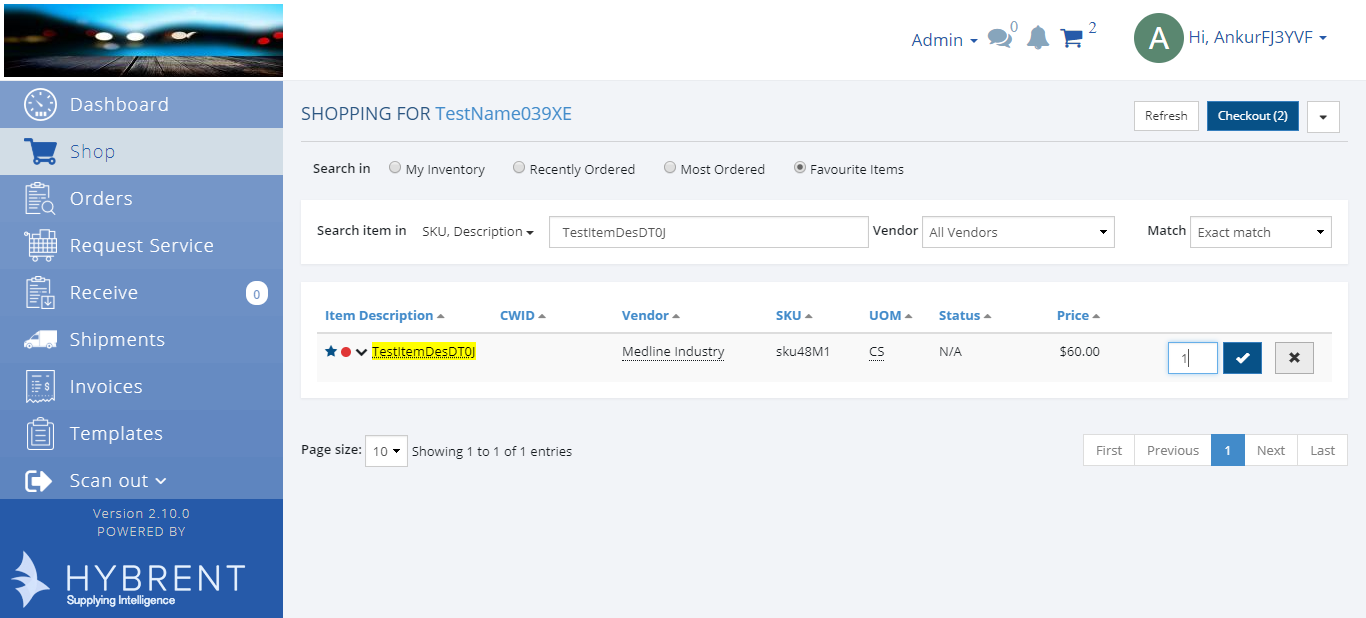 Admin
0
2
A
Hi, AnkurFJ3YVF
Dashboard
Shop
Orders
Request Service
Receive
0
Shipments
Invoices
Templates
Scan out
Version 2.10.0
POWERED BY
HYBRENT
Supplying Intelligence
SHOPPING FOR TestName039XE
Refresh
Checkout (2)
Search in My Inventory Recently Ordered Most Ordered Favourite Items
Search item in SKU, Description TestItemDesDT0J Vendor All Vendors Match Exact match
Item Description CWID Vendor SKU UOM Status Price
TestItemDesDT0J Medline Industry sku48M1 CS N/A $60.00 1
Page size: 10 Showing 1 to 1 of 1 entries
First Previous 1 Next Last